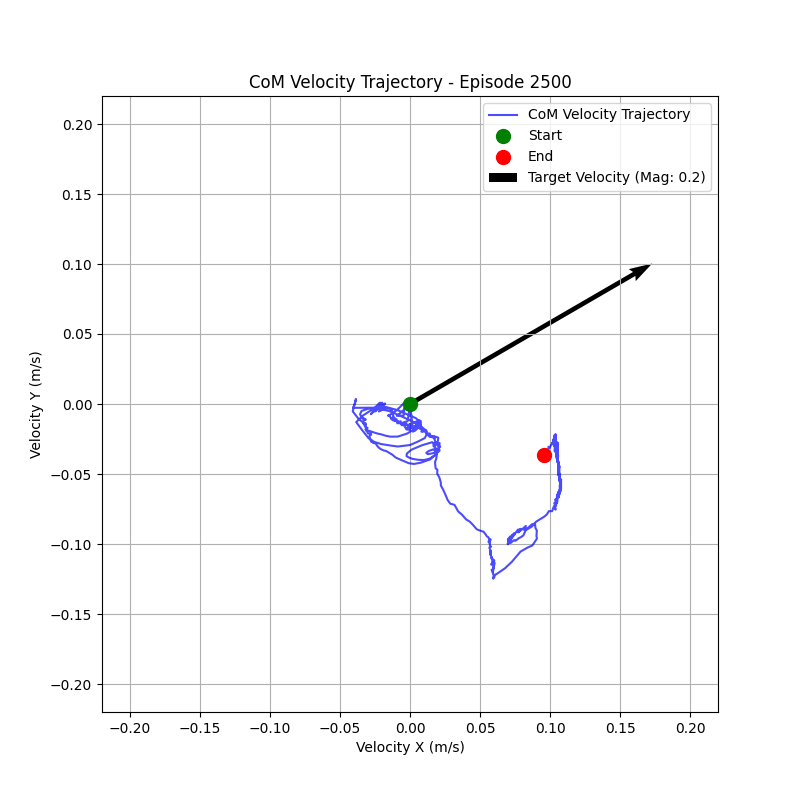 CoM Velocity Trajectory - Episode 2500
CoM Velocity Trajectory
Start
End
Target Velocity (Mag: 0.2)
0.20
0.15
0.10
0.05
0.00
−0.05
−0.10
−0.15
−0.20
Velocity Y (m/s)
−0.20 −0.15 −0.10 −0.05 0.00 0.05 0.10 0.15 0.20
Velocity X (m/s)